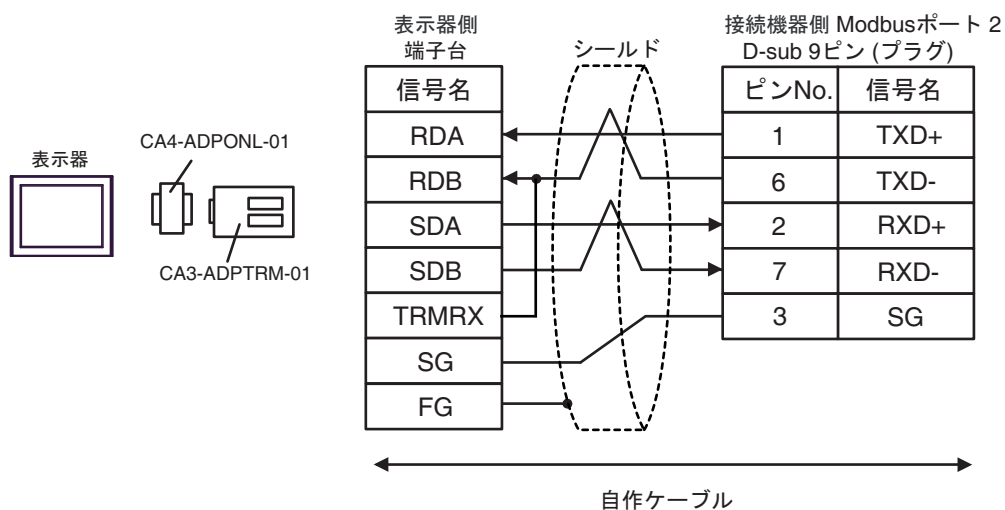 表示器側
端子台
シールド
接続機器側 Modbusポート 2
D-sub 9ピン (プラグ)
信号名
ピンNo. 信号名
RDA 1 TXD+
RDB 6 TXD-
SDA 2 RXD+
SDB 7 RXD-
TRMRX 3 SG
SG
FG
表示器
CA4-ADPONL-01
CA3-ADPTRM-01
自作ケーブル